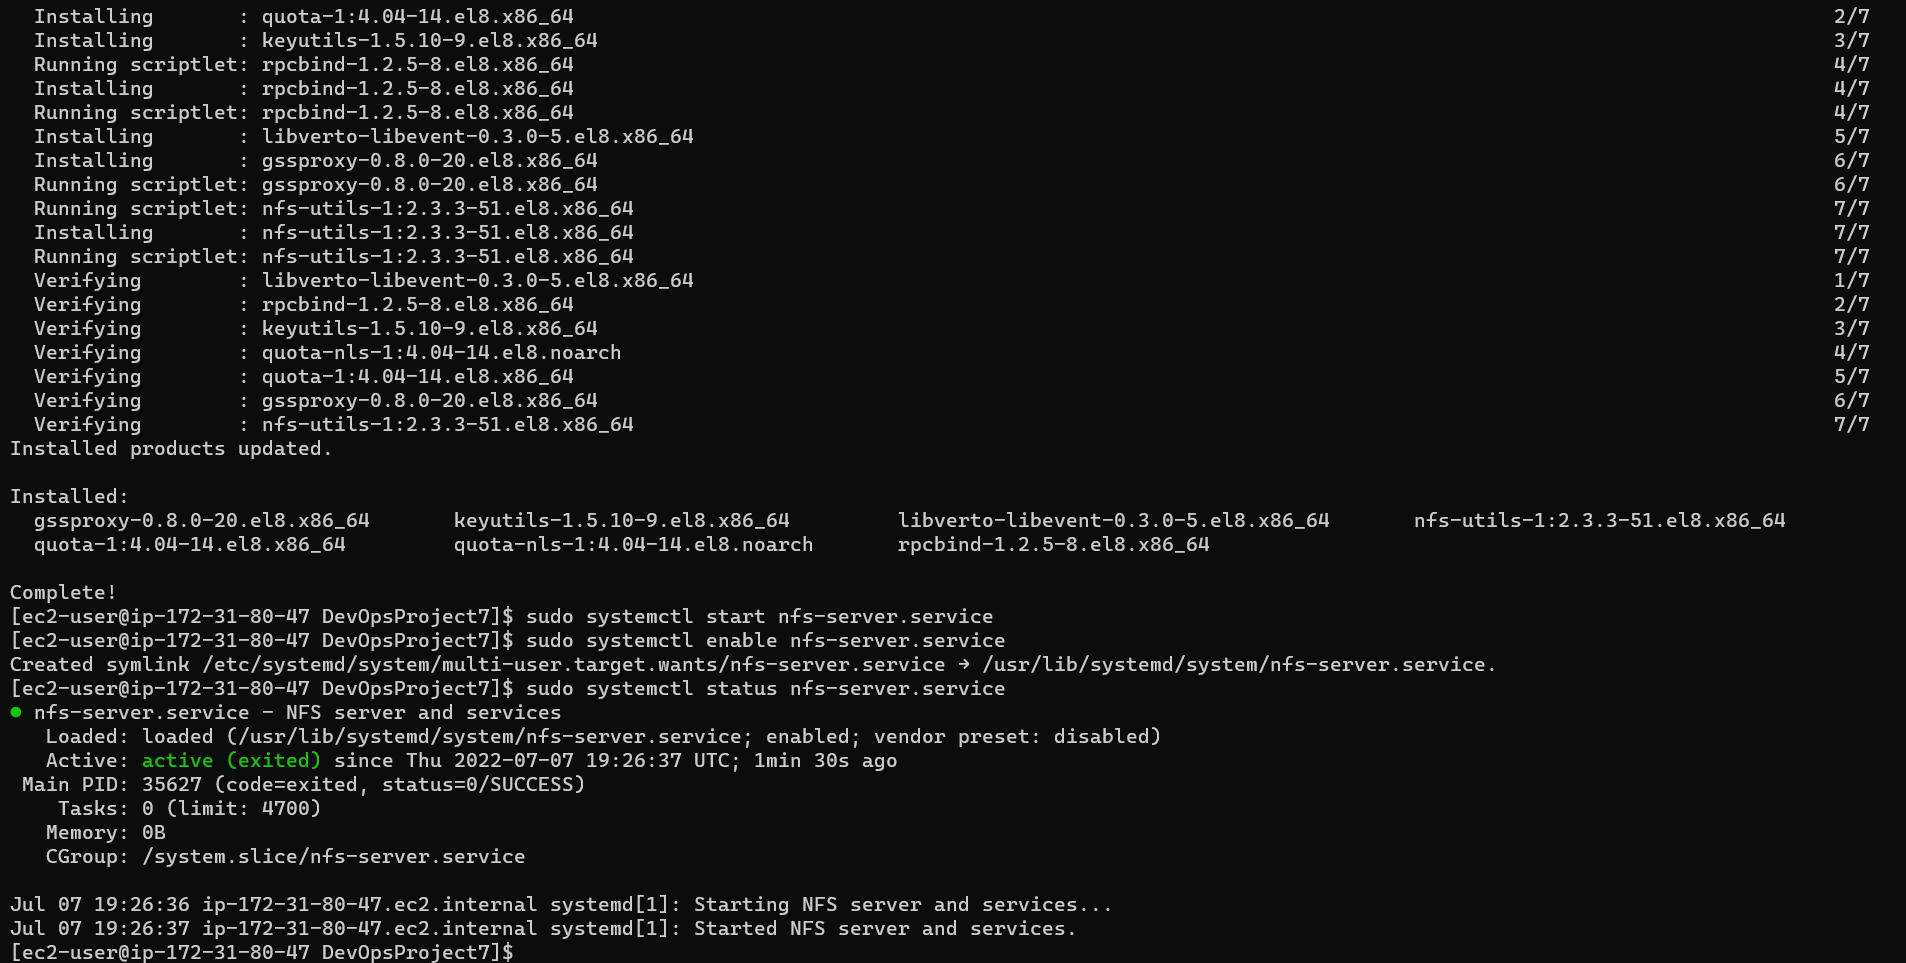 Installing       : quota-1:4.04-14.el8.x86_64 2/7
Installing       : keyutils-1.5.10-9.el8.x86_64 3/7
Running scriptlet: rpcbind-1.2.5-8.el8.x86_64 4/7
Installing       : rpcbind-1.2.5-8.el8.x86_64 4/7
Running scriptlet: rpcbind-1.2.5-8.el8.x86_64 4/7
Installing       : libverto-libevent-0.3.0-5.el8.x86_64 5/7
Installing       : gssproxy-0.8.0-20.el8.x86_64 6/7
Running scriptlet: gssproxy-0.8.0-20.el8.x86_64 6/7
Running scriptlet: nfs-utils-1:2.3.3-51.el8.x86_64 7/7
Installing       : nfs-utils-1:2.3.3-51.el8.x86_64 7/7
Running scriptlet: nfs-utils-1:2.3.3-51.el8.x86_64 7/7
Verifying        : libverto-libevent-0.3.0-5.el8.x86_64 1/7
Verifying        : rpcbind-1.2.5-8.el8.x86_64 2/7
Verifying        : keyutils-1.5.10-9.el8.x86_64 3/7
Verifying        : quota-nls-1:4.04-14.el8.noarch 4/7
Verifying        : quota-1:4.04-14.el8.x86_64 5/7
Verifying        : gssproxy-0.8.0-20.el8.x86_64 6/7
Verifying        : nfs-utils-1:2.3.3-51.el8.x86_64 7/7
Installed products updated.
Installed:
gssproxy-0.8.0-20.el8.x86_64 keyutils-1.5.10-9.el8.x86_64 libverto-libevent-0.3.0-5.el8.x86_64 nfs-utils-1:2.3.3-51.el8.x86_64
quota-1:4.04-14.el8.x86_64 quota-nls-1:4.04-14.el8.noarch rpcbind-1.2.5-8.el8.x86_64
Complete!
[ec2-user@ip-172-31-80-47 DevOpsProject7]$ sudo systemctl start nfs-server.service
[ec2-user@ip-172-31-80-47 DevOpsProject7]$ sudo systemctl enable nfs-server.service
Created symlink /etc/systemd/system/multi-user.target.wants/nfs-server.service → /usr/lib/systemd/system/nfs-server.service.
[ec2-user@ip-172-31-80-47 DevOpsProject7]$ sudo systemctl status nfs-server.service
● nfs-server.service - NFS server and services
Loaded: loaded (/usr/lib/systemd/system/nfs-server.service; enabled; vendor preset: disabled)
Active: active (exited) since Thu 2022-07-07 19:26:37 UTC; 1min 30s ago
Main PID: 35627 (code=exited, status=0/SUCCESS)
Tasks: 0 (limit: 4700)
Memory: 0B
CGroup: /system.slice/nfs-server.service
Jul 07 19:26:36 ip-172-31-80-47.ec2.internal systemd[1]: Starting NFS server and services...
Jul 07 19:26:37 ip-172-31-80-47.ec2.internal systemd[1]: Started NFS server and services.
[ec2-user@ip-172-31-80-47 DevOpsProject7]$